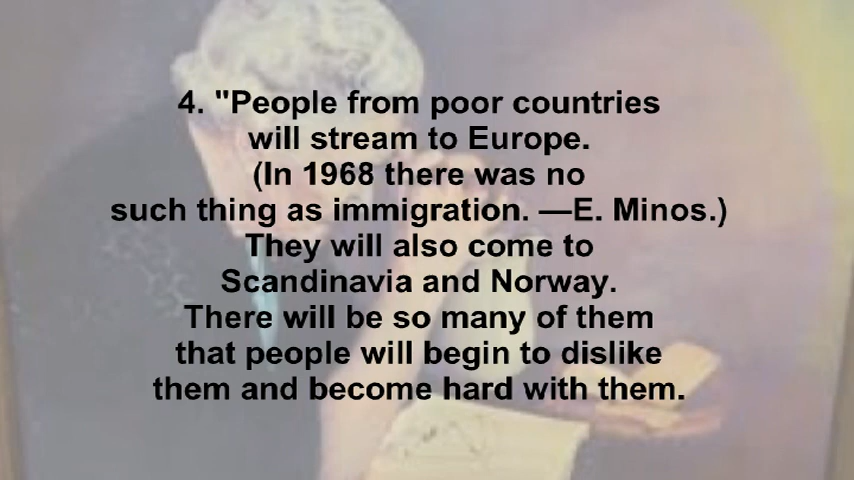 4. "People from poor countries
will stream to Europe.
(In 1968 there was no
such thing as immigration. —E. Minos.)
They will also come to
Scandinavia and Norway.
There will be so many of them
that people will begin to dislike
them and become hard with them.